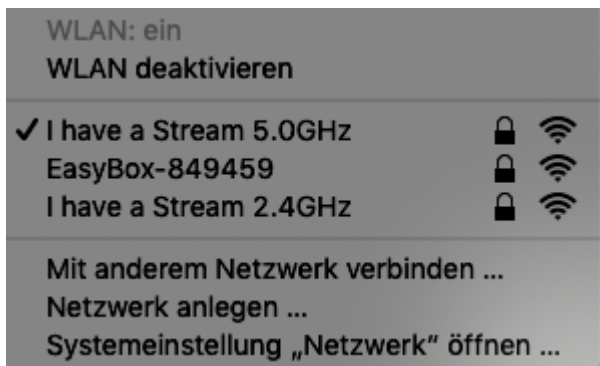 WLAN: ein
WLAN deaktivieren
I have a Stream 5.0GHz
EasyBox-849459
I have a Stream 2.4GHz
Mit anderem Netzwerk verbinden ...
Netzwerk anlegen ...
Systemeinstellung „Netzwerk“ öffnen ...